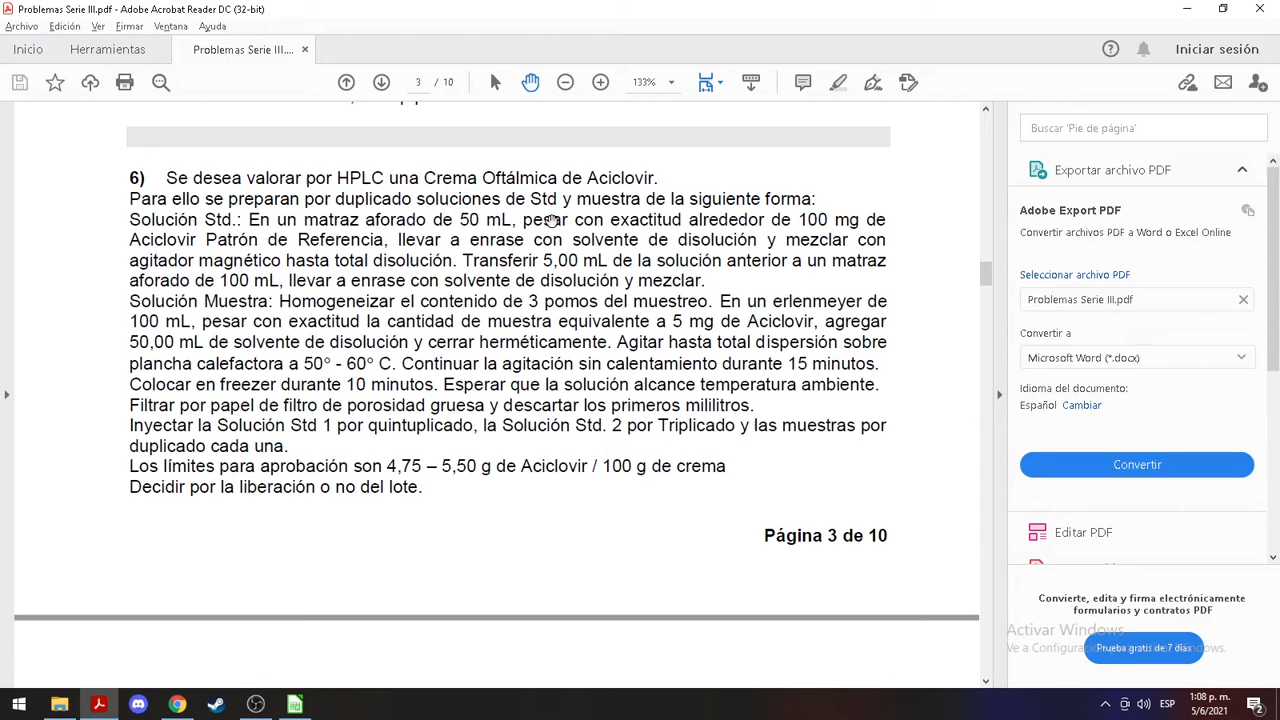 Problemas Serie III.pdf - Adobe Acrobat Reader DC (32-bit)
Archivo Edición Ver Firmar Ventana Ayuda
Inicio Herramientas Problemas Serie III.... × Iniciar sesión
3 / 10 133%
6) Se desea valorar por HPLC una Crema Oftálmica de Aciclovir.
Para ello se preparan por duplicado soluciones de Std y muestra de la siguiente forma:
Solución Std.: En un matraz aforado de 50 mL, pesar con exactitud alrededor de 100 mg de
Aciclovir Patrón de Referencia, llevar a enrase con solvente de disolución y mezclar con
agitador magnético hasta total disolución. Transferir 5,00 mL de la solución anterior a un matraz
aforado de 100 mL, llevar a enrase con solvente de disolución y mezclar.
Solución Muestra: Homogeneizar el contenido de 3 pomos del muestreo. En un erlenmeyer de
100 mL, pesar con exactitud la cantidad de muestra equivalente a 5 mg de Aciclovir, agregar
50,00 mL de solvente de disolución y cerrar herméticamente. Agitar hasta total dispersión sobre
plancha calefactora a 50° - 60° C. Continuar la agitación sin calentamiento durante 15 minutos.
Colocar en freezer durante 10 minutos. Esperar que la solución alcance temperatura ambiente.
Filtrar por papel de filtro de porosidad gruesa y descartar los primeros mililitros.
Inyectar la Solución Std 1 por quintuplicado, la Solución Std. 2 por Triplicado y las muestras por
duplicado cada una.
Los límites para aprobación son 4,75 – 5,50 g de Aciclovir / 100 g de crema
Decidir por la liberación o no del lote.
Página 3 de 10
Buscar 'Pie de página'
Exportar archivo PDF
Adobe Export PDF
Convertir archivos PDF a Word o Excel Online
Seleccionar archivo PDF
Problemas Serie III.pdf
Convertir a
Microsoft Word (*.docx)
Idioma del documento:
Español Cambiar
Convertir
Editar PDF
Convierte, edita y firma electrónicamente
formularios y contratos PDF
Activar Windows
Ve a Configurac
Prueba gratis de 7 días
ESP
1:08 p. m.
5/6/2021
2